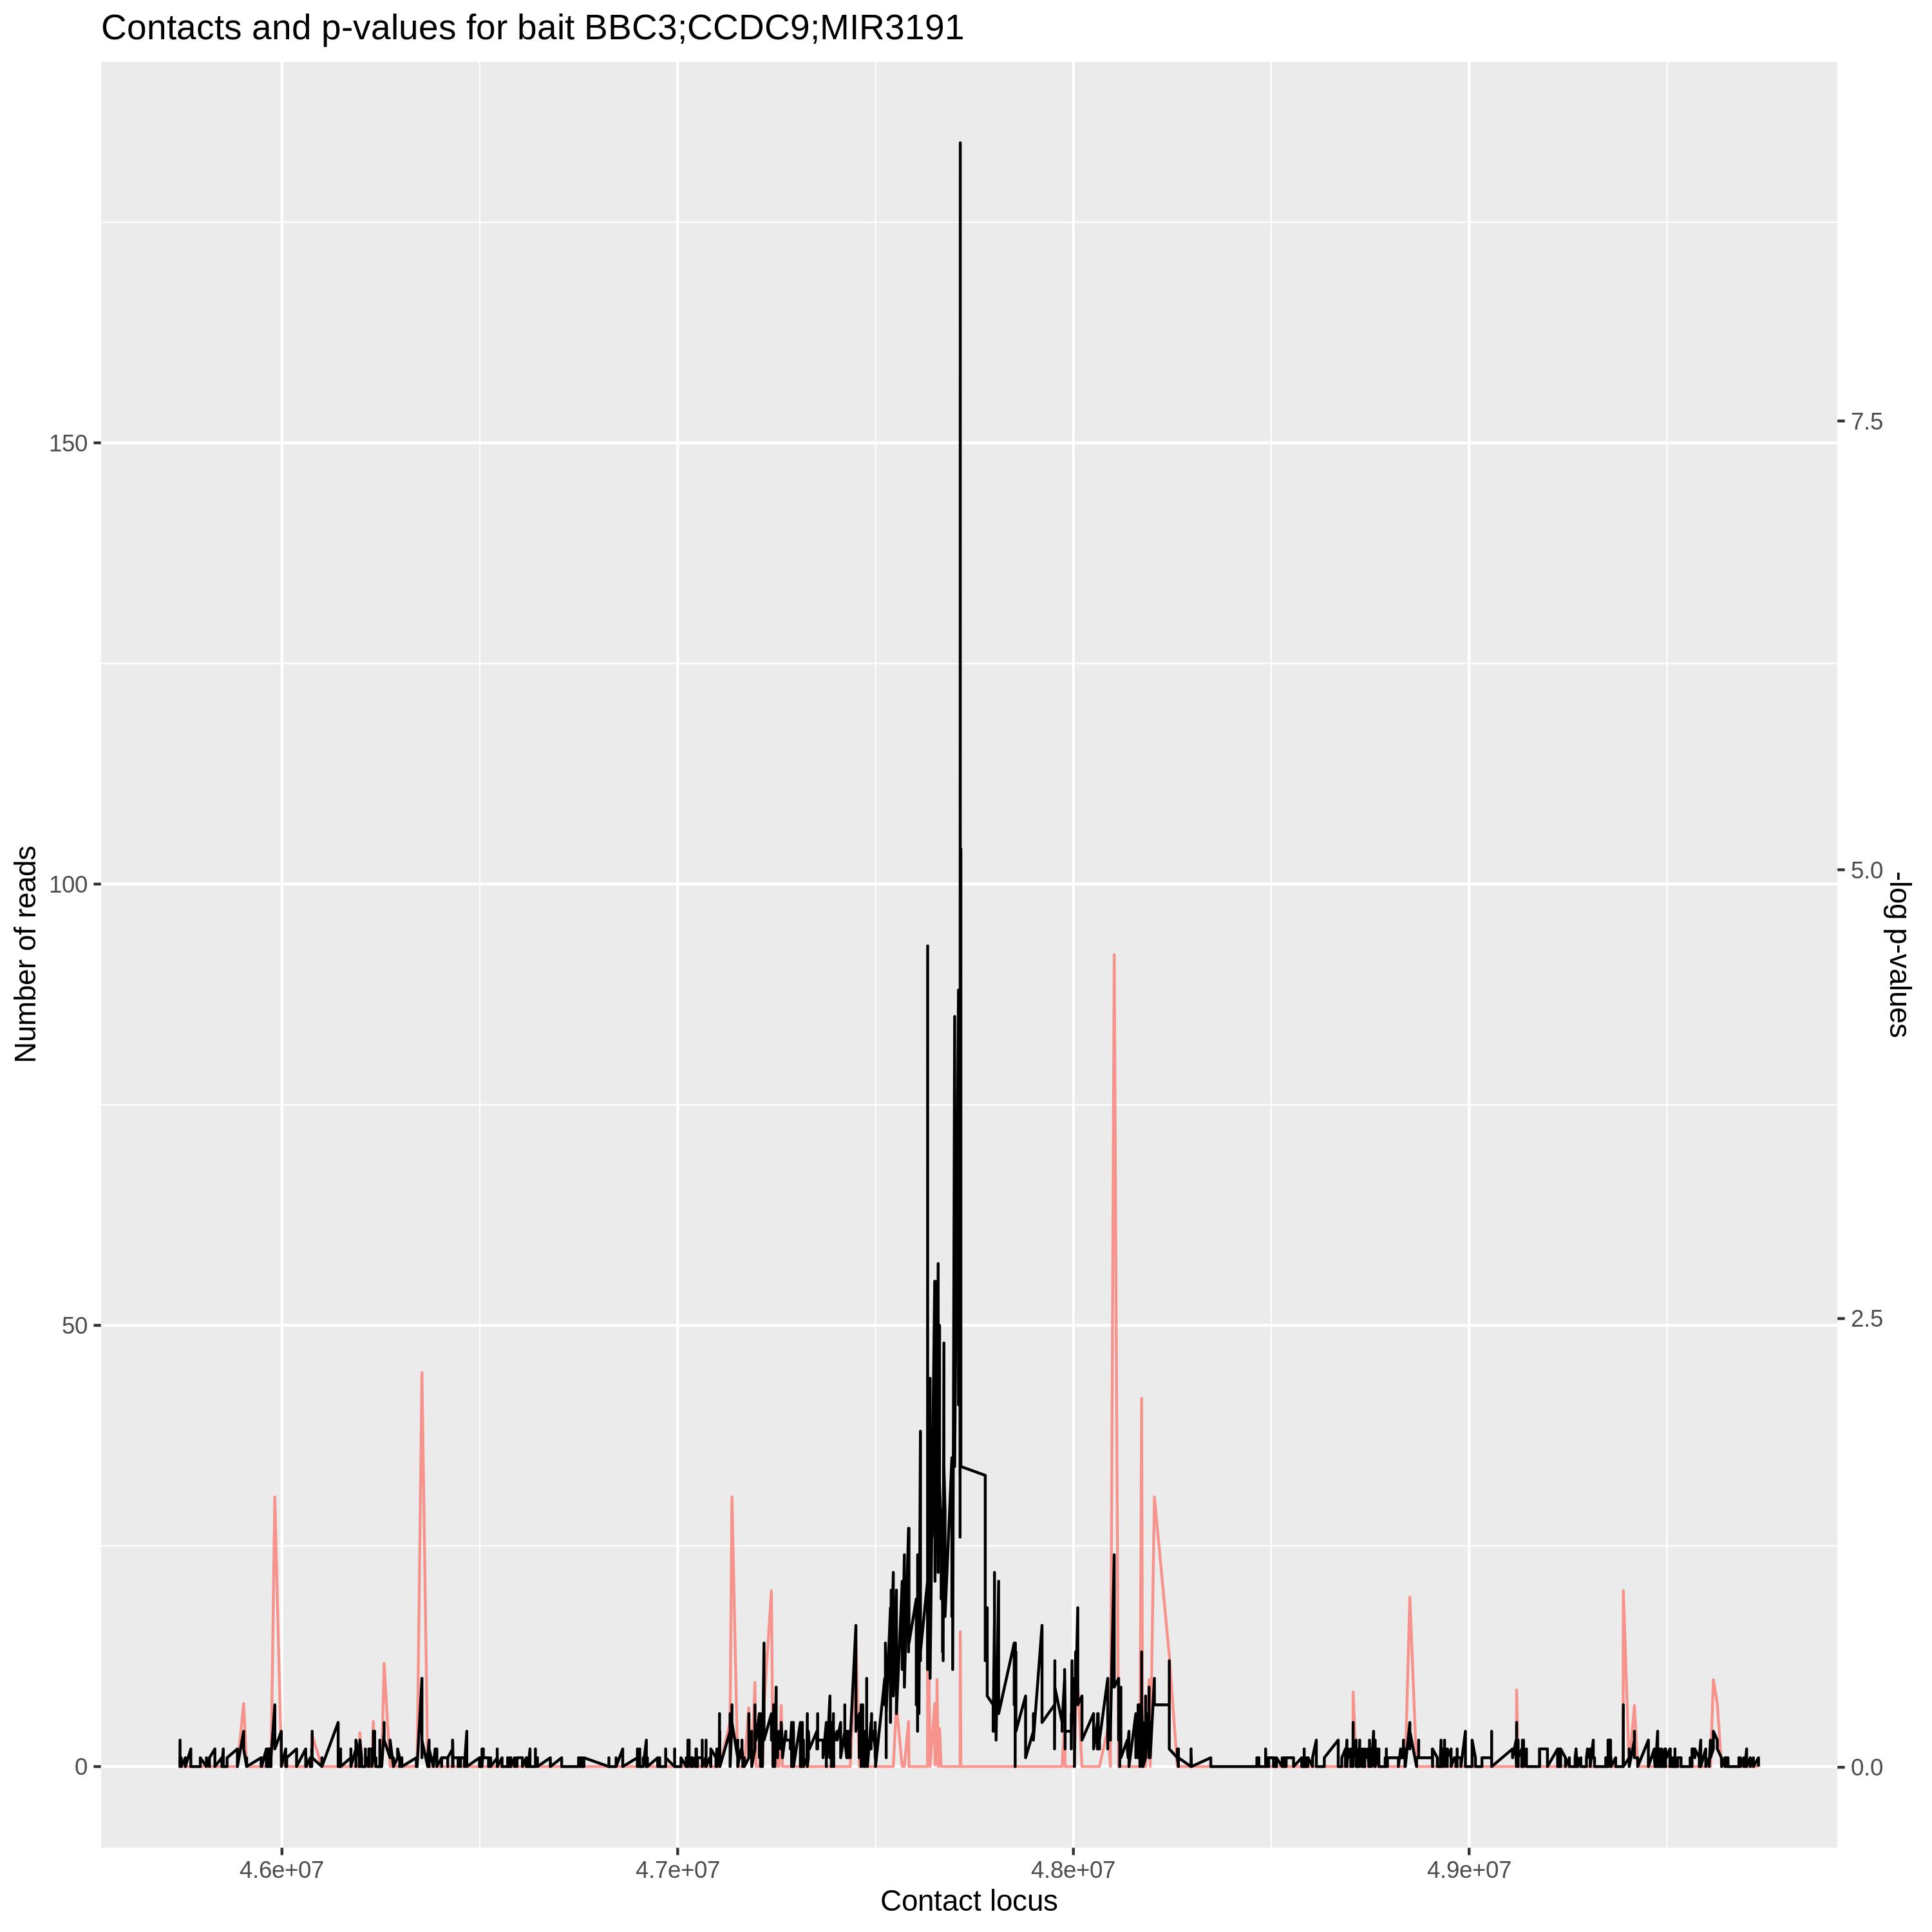 Contacts and p-values for bait BBC3;CCDC9;MIR3191
Number of reads
150
100
50
0
7.5
5.0
2.5
0.0
-log p-values
4.6e+07
4.7e+07
4.8e+07
4.9e+07
Contact locus